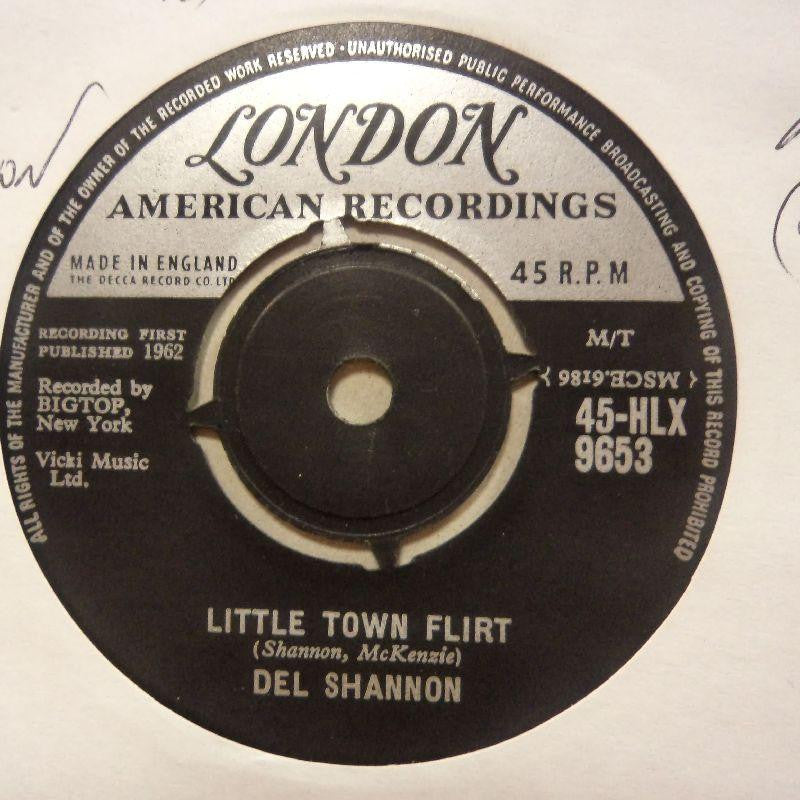 ALL RIGHTS OF THE MANUFACTURER AND OF THE OWNER OF THE RECORDED WORK RESERVED · UNAUTHORISED PUBLIC PERFORMANCE BROADCASTING AND COPYING OF THIS RECORD PROHIBITED
LONDON
AMERICAN RECORDINGS
MADE IN ENGLAND
THE DECCA RECORD CO. LTD
45 R.P.M
RECORDING FIRST
PUBLISHED 1962
Recorded by
BIGTOP,
New York
Vicki Music
Ltd.
M/T
MSCE.6186
45-HLX
9653
LITTLE TOWN FLIRT
(Shannon, McKenzie)
DEL SHANNON